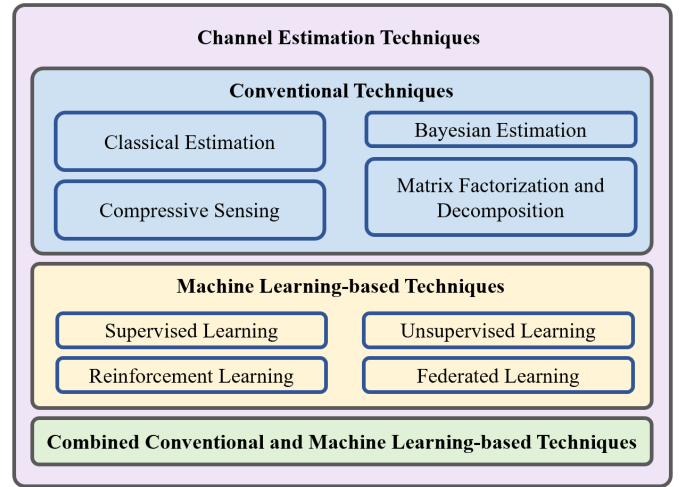 Channel Estimation Techniques
Conventional Techniques
Classical Estimation
Bayesian Estimation
Compressive Sensing
Matrix Factorization and
Decomposition
Machine Learning-based Techniques
Supervised Learning
Unsupervised Learning
Reinforcement Learning
Federated Learning
Combined Conventional and Machine Learning-based Techniques